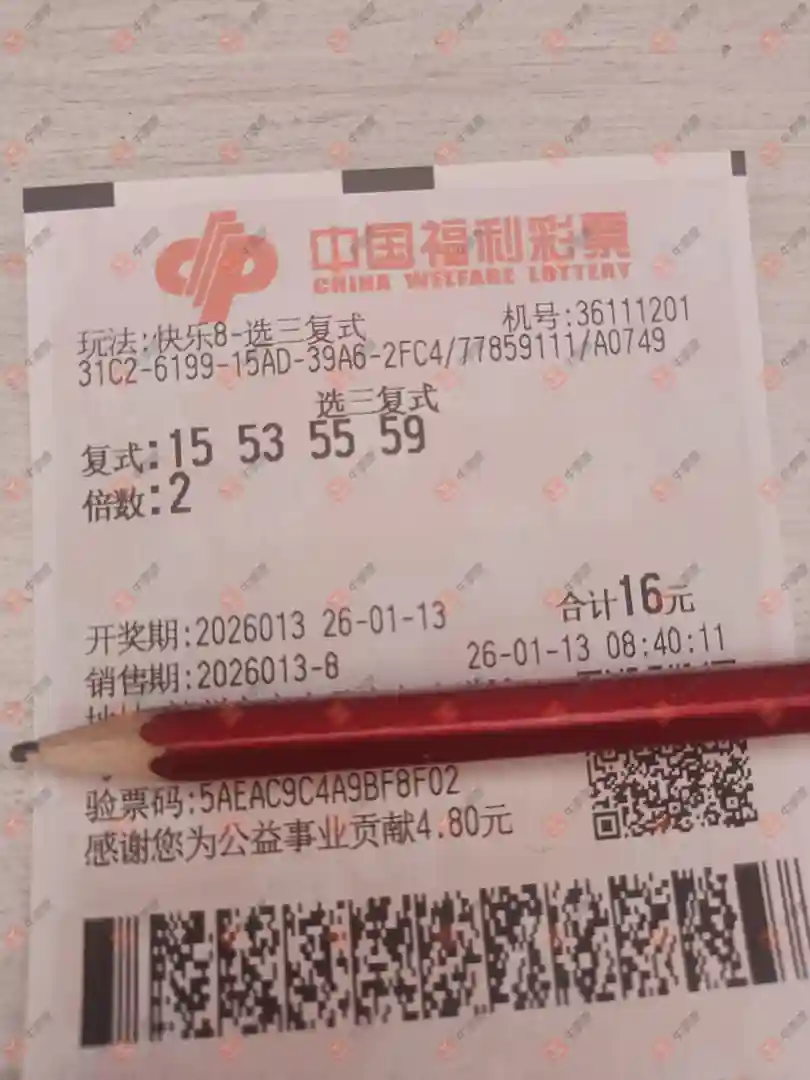 中国福利彩票
CHINA WELFARE LOTTERY
玩法:快乐8-选三复式 机号:36111201
31C2-6199-15AD-39A6-2FC4/77859111/A0749
选三复式
复式:15 53 55 59
倍数:2
合计16元
开奖期:2026013 26-01-13
销售期:2026013-8 26-01-13 08:40:11
验票码:5AEAC9C4A9BF8F02
感谢您为公益事业贡献4.80元